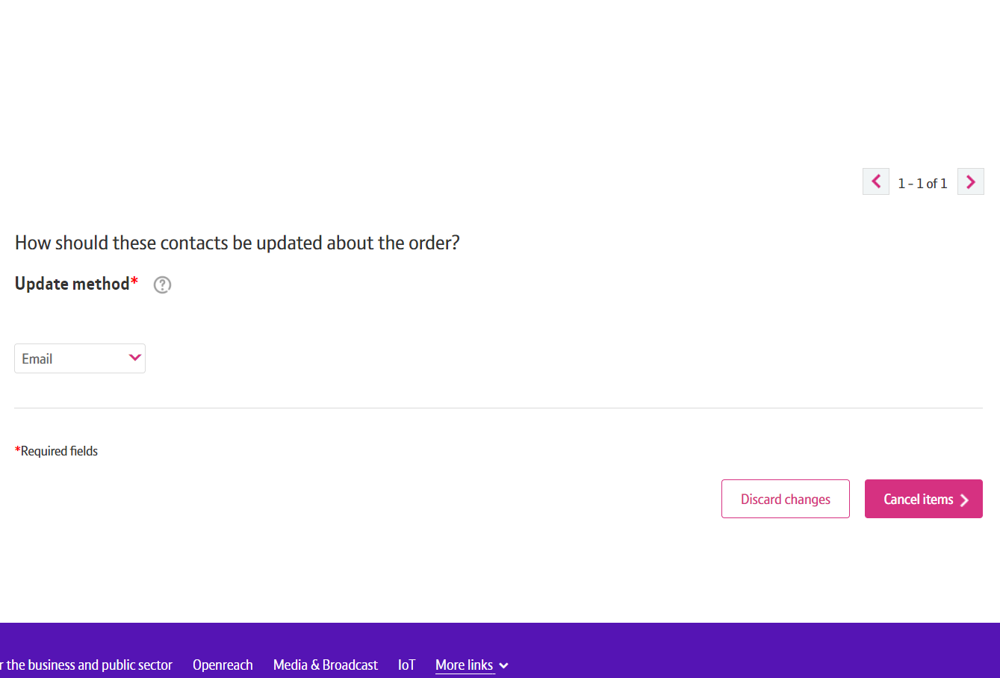 1 - 1 of 1
How should these contacts be updated about the order?
Update method*
Email
*Required fields
Discard changes
Cancel items
r the business and public sector Openreach Media & Broadcast IoT More links